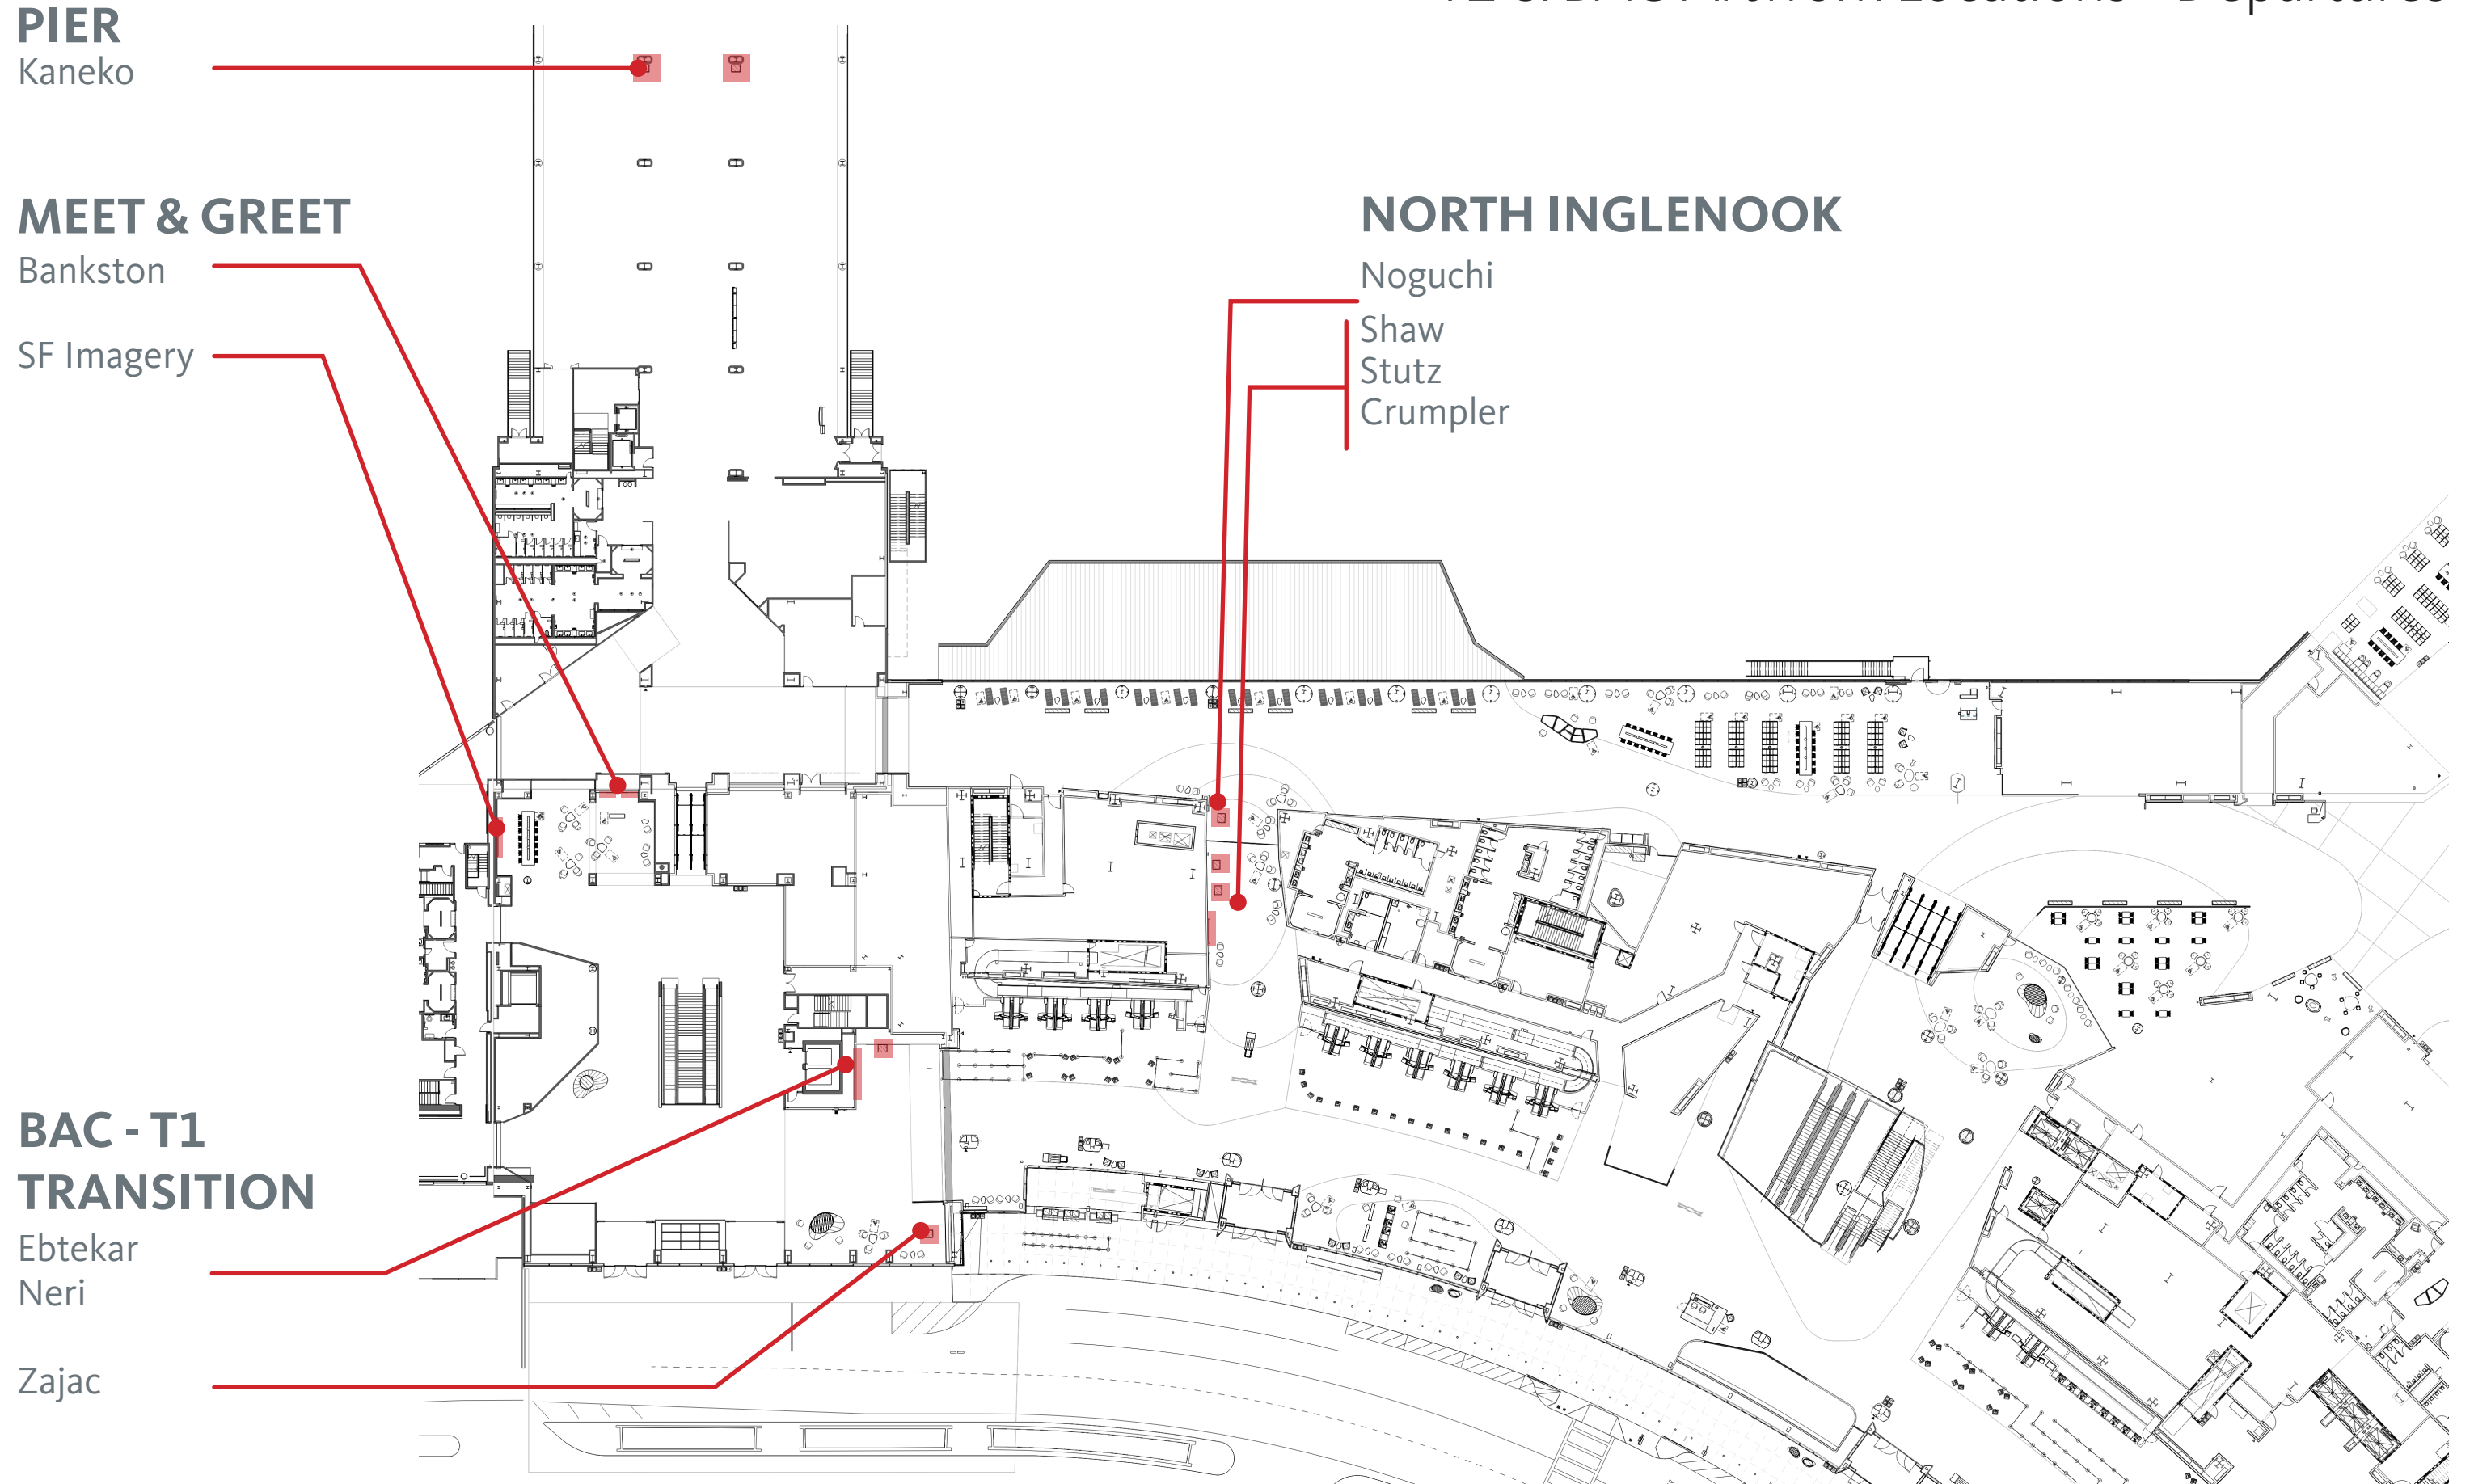 Departures
PIER
Kaneko
MEET & GREET
Bankston
SF Imagery
NORTH INGLENOOK
Noguchi
Shaw
Stutz
Crumpler
BAC - T1
TRANSITION
Ebtekar
Neri
Zajac